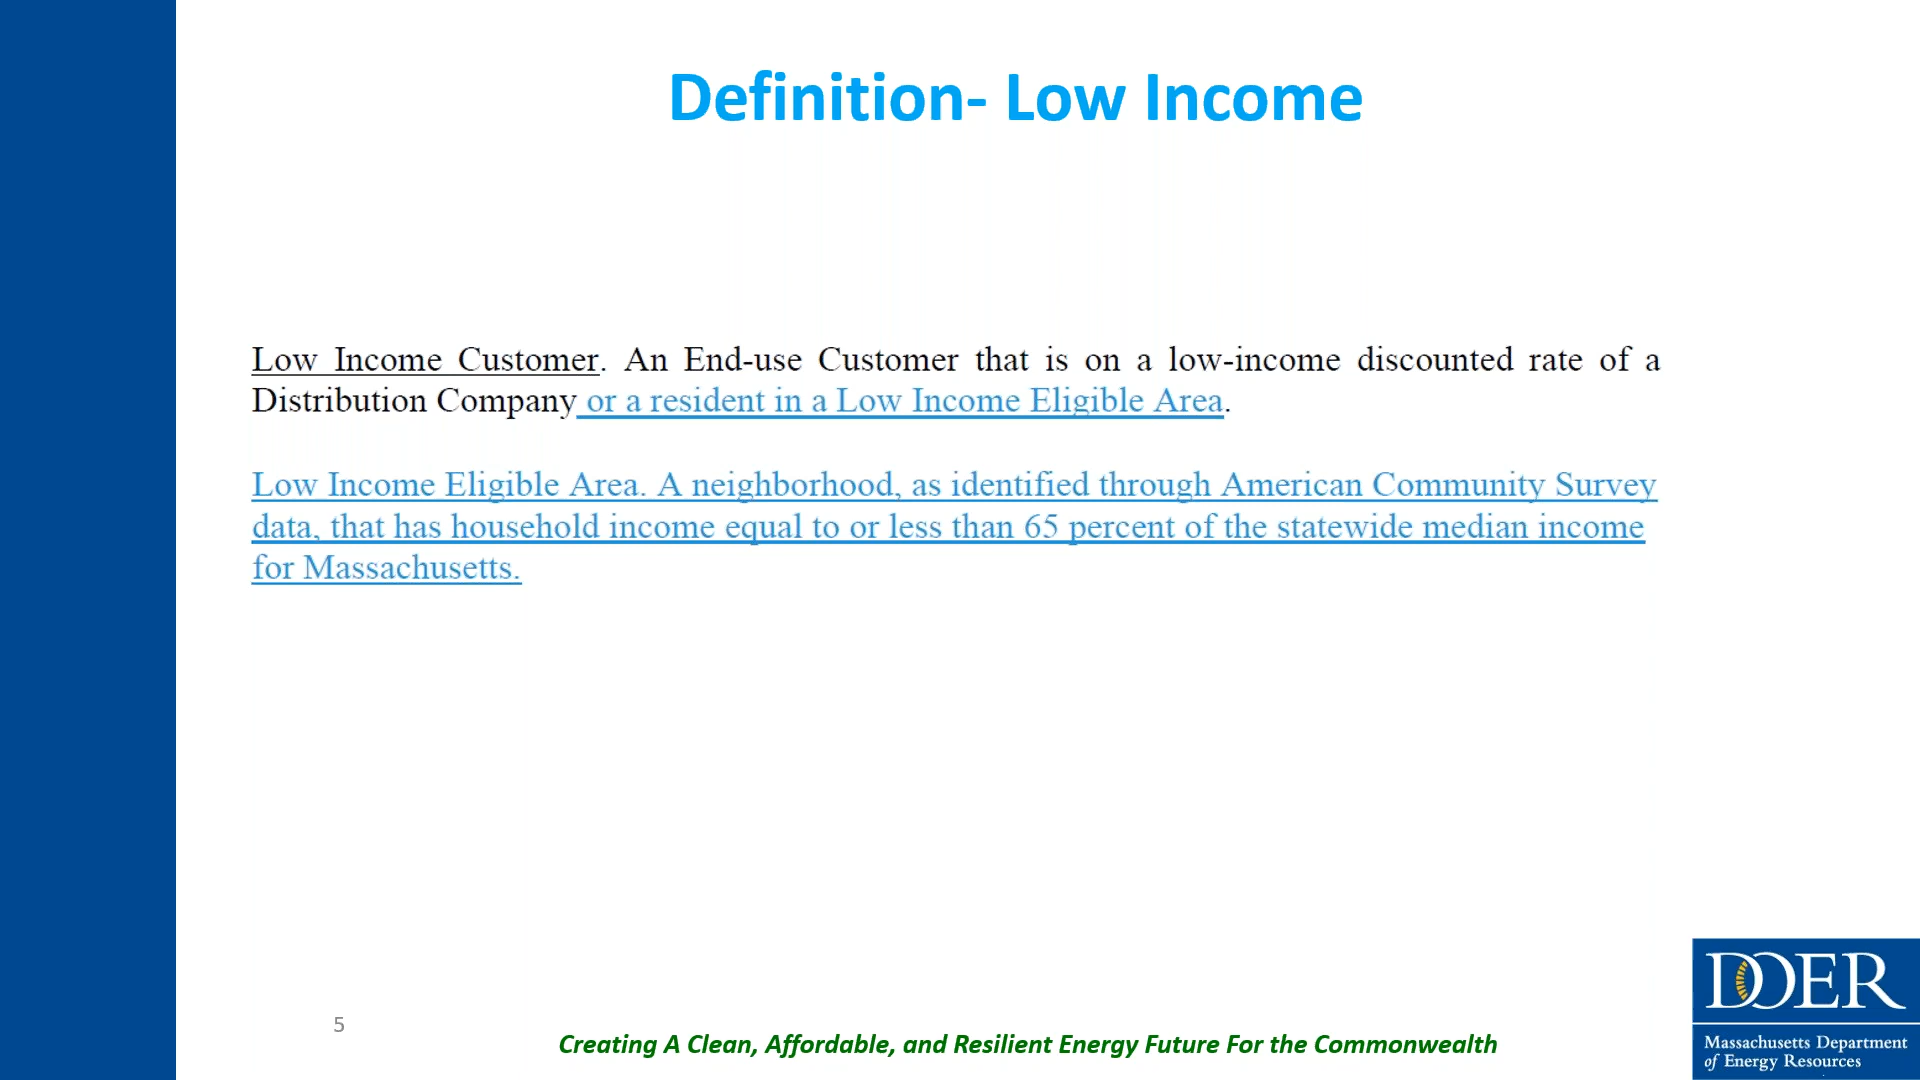 Definition- Low Income
Low Income Customer. An End-use Customer that is on a low-income discounted rate of a
Distribution Company or a resident in a Low Income Eligible Area.
Low Income Eligible Area. A neighborhood, as identified through American Community Survey
data, that has household income equal to or less than 65 percent of the statewide median income
for Massachusetts.
5
Creating A Clean, Affordable, and Resilient Energy Future For the Commonwealth
DOER
Massachusetts Department
of Energy Resources